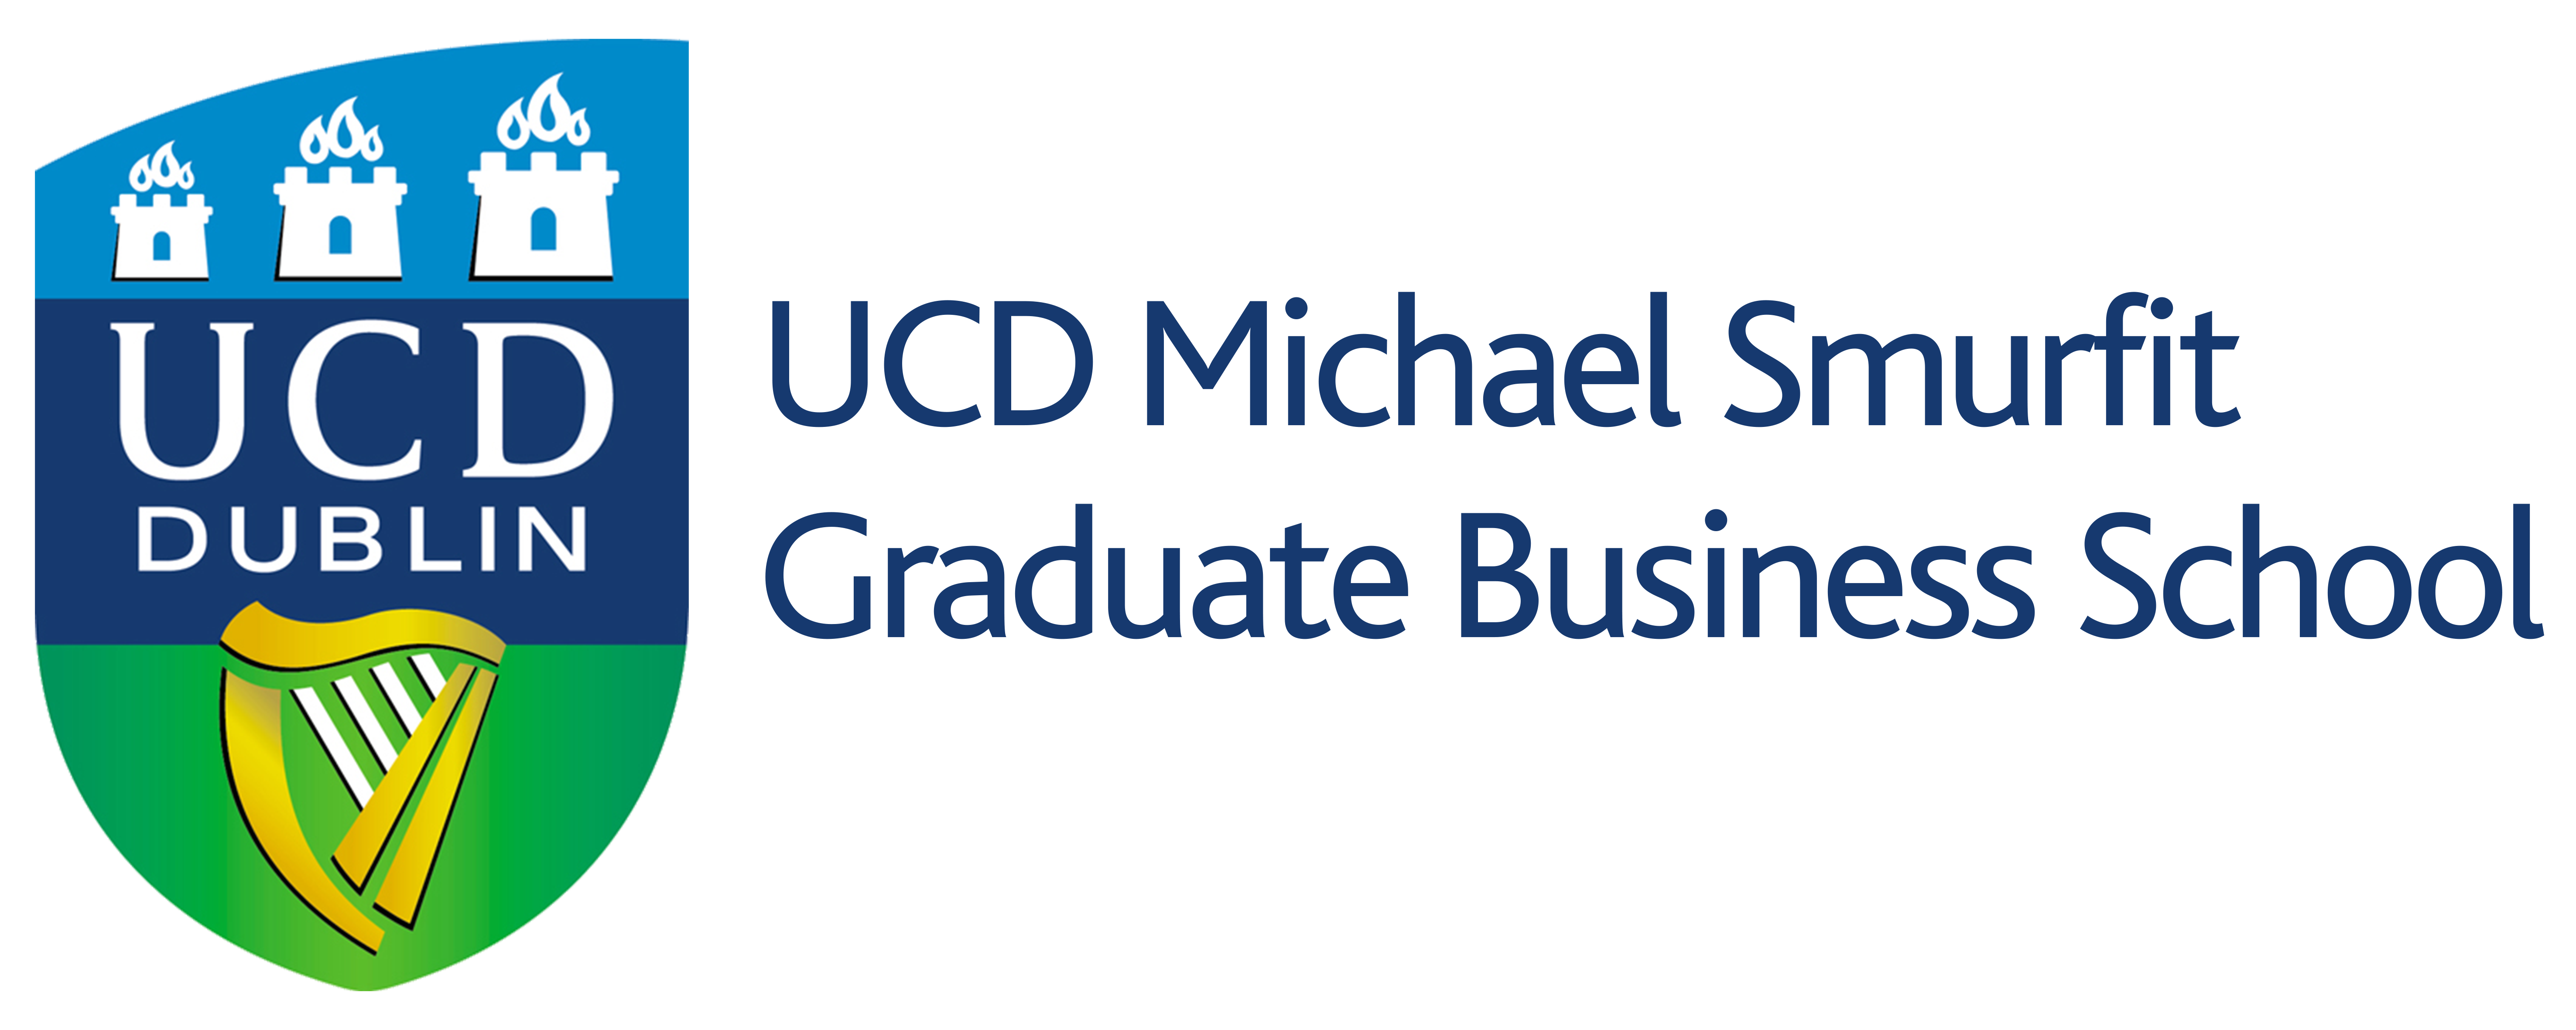 UCD
DUBLIN
UCD Michael Smurfit
Graduate Business School